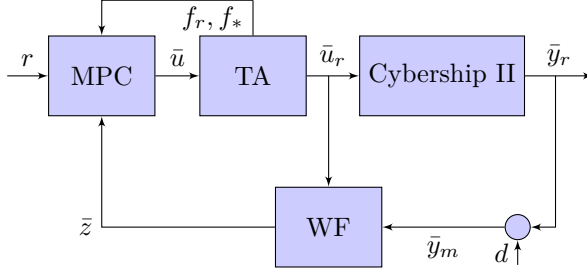 f_r, f_*
r
MPC
ū
TA
ū_r
Cybership II
ȳ_r
z̄
WF
ȳ_m
d